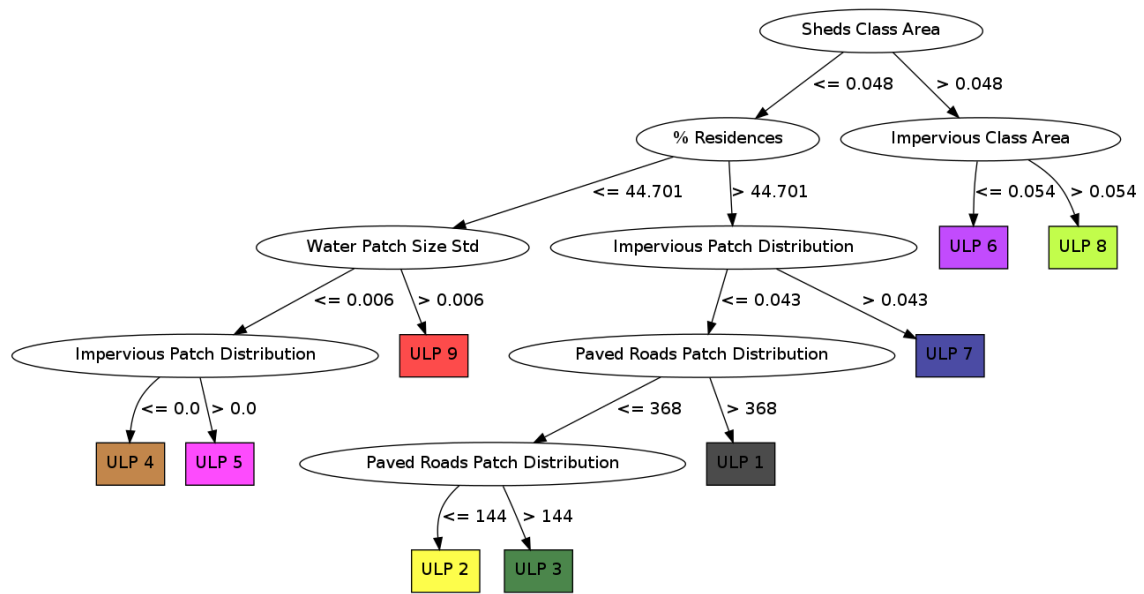 Sheds Class Area
<= 0.048
> 0.048
% Residences
Impervious Class Area
<= 44.701
> 44.701
<= 0.054
> 0.054
Water Patch Size Std
Impervious Patch Distribution
ULP 6
ULP 8
<= 0.006
> 0.006
<= 0.043
> 0.043
Impervious Patch Distribution
ULP 9
Paved Roads Patch Distribution
ULP 7
<= 0.0
> 0.0
<= 368
> 368
ULP 4
ULP 5
Paved Roads Patch Distribution
ULP 1
<= 144
> 144
ULP 2
ULP 3